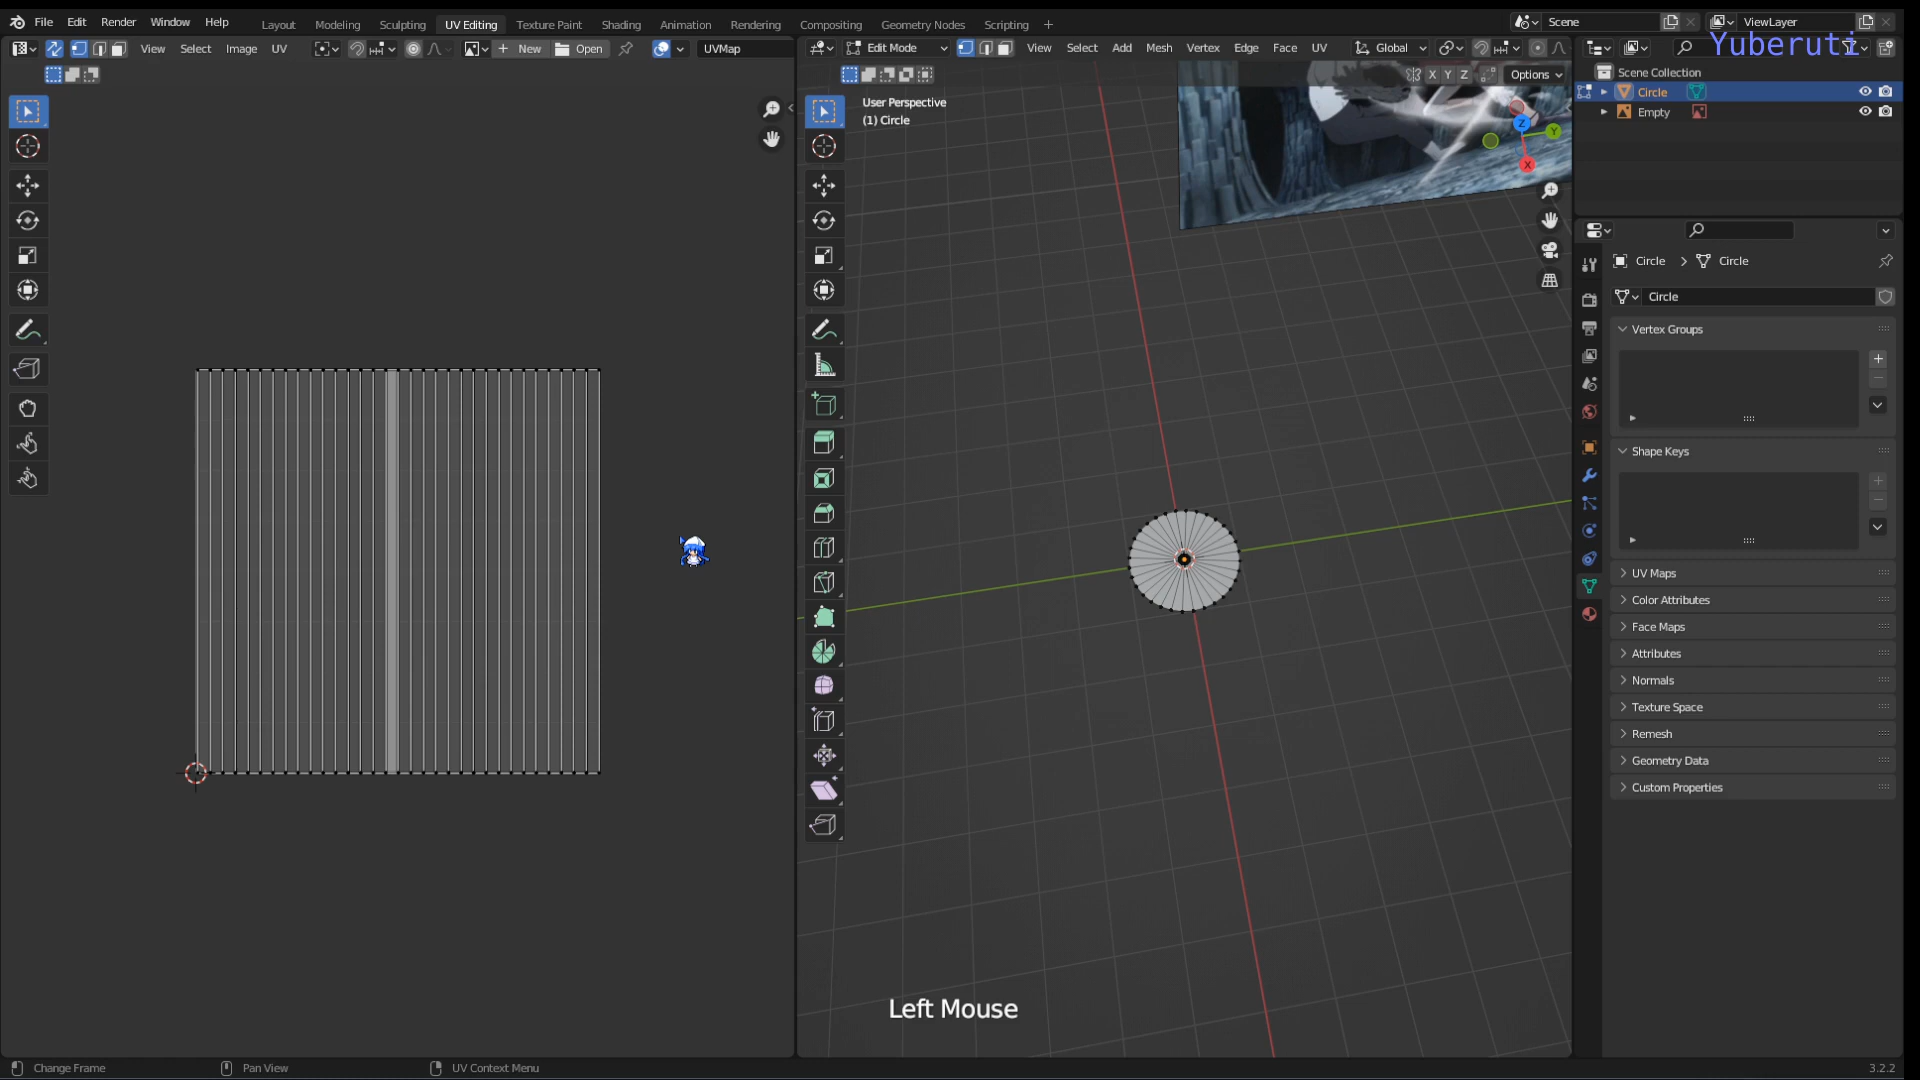 File Edit Render Window Help Layout Modeling Sculpting UV Editing Texture Paint Shading Animation Rendering Compositing Geometry Nodes Scripting + Scene ViewLayer
Yuberuti
View Select Image UV New Open UVMap Edit Mode View Select Add Mesh Vertex Edge Face UV Global
X Y Z Options
Scene Collection
Circle
Empty
User Perspective
(1) Circle
Z Y X
Circle > Circle
Circle
Vertex Groups
Shape Keys
UV Maps
Color Attributes
Face Maps
Attributes
Normals
Texture Space
Remesh
Geometry Data
Custom Properties
Left Mouse
Change Frame Pan View UV Context Menu 3.2.2